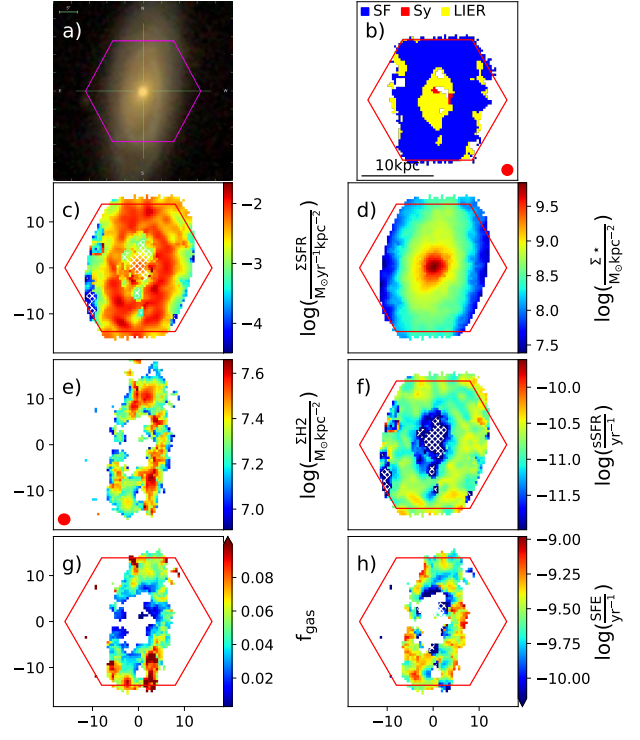 a)
5"
N
E
W
S
SF Sy LIER
b)
10kpc
c)
10
0
−10
−2
−3
−4
log(ΣSFR/M⊙yr−1kpc−2)
d)
9.5
9.0
8.5
8.0
7.5
log(Σ*/M⊙kpc−2)
e)
10
0
−10
7.6
7.4
7.2
7.0
log(ΣH2/M⊙kpc−2)
f)
−10.0
−10.5
−11.0
−11.5
log(sSFR/yr−1)
g)
10
0
−10
−10 0 10
0.08
0.06
0.04
0.02
fgas
h)
−10 0 10
−9.00
−9.25
−9.50
−9.75
−10.00
log(SFE/yr−1)